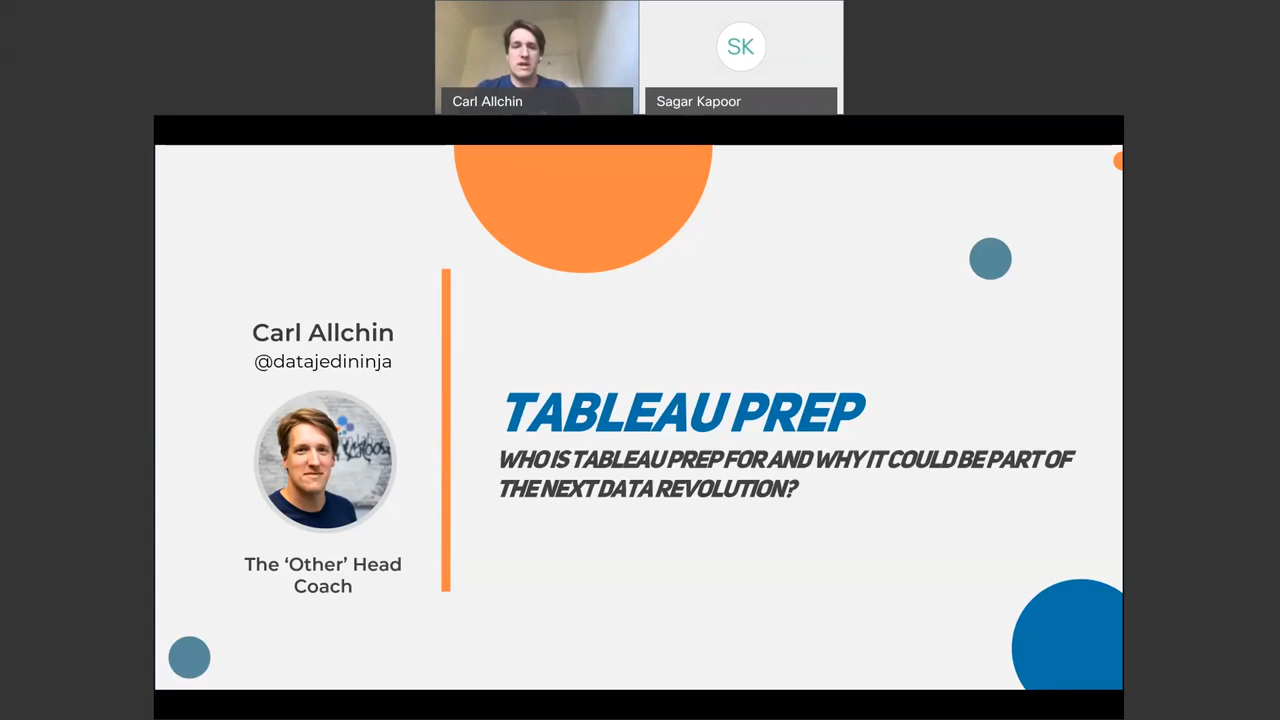 Carl Allchin
SK
Sagar Kapoor
Carl Allchin
@datajedininja
The ‘Other’ Head
Coach
TABLEAU PREP
WHO IS TABLEAU PREP FOR AND WHY IT COULD BE PART OF
THE NEXT DATA REVOLUTION?